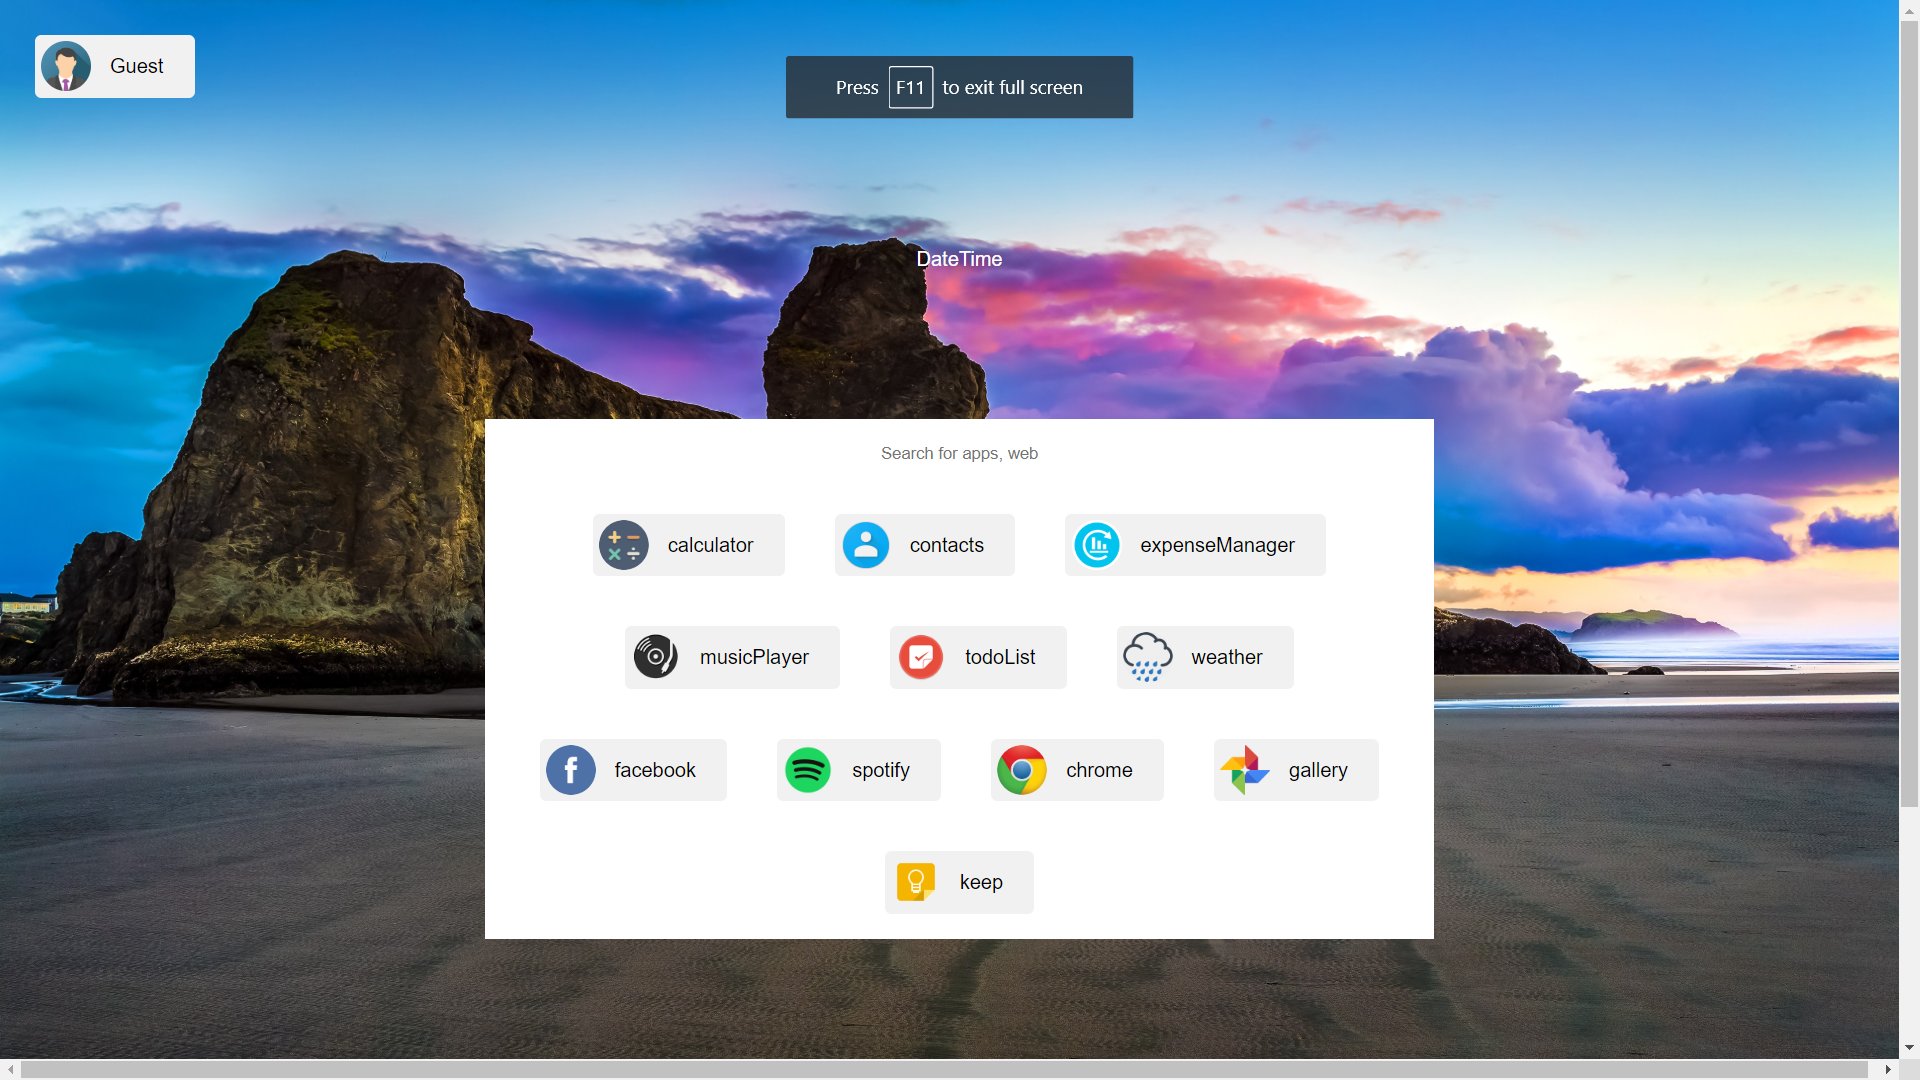 Guest
Press F11 to exit full screen
DateTime
Search for apps, web
calculator contacts expenseManager
musicPlayer todoList weather
facebook spotify chrome gallery
keep